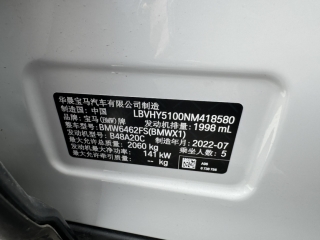 华晨宝马汽车有限公司制造
制造国：中国 LBVHY5100NM418580
品牌：宝马(BMW)牌 发动机排量：1998 mL
整车型号：BMW6462FS(BMWX1)
发动机型号：B48A20C 制造年月：2022-07
最大允许总质量：2060 kg 乘坐人数：5
发动机最大净功率：141 kW
最大允许牵引质量：- kg